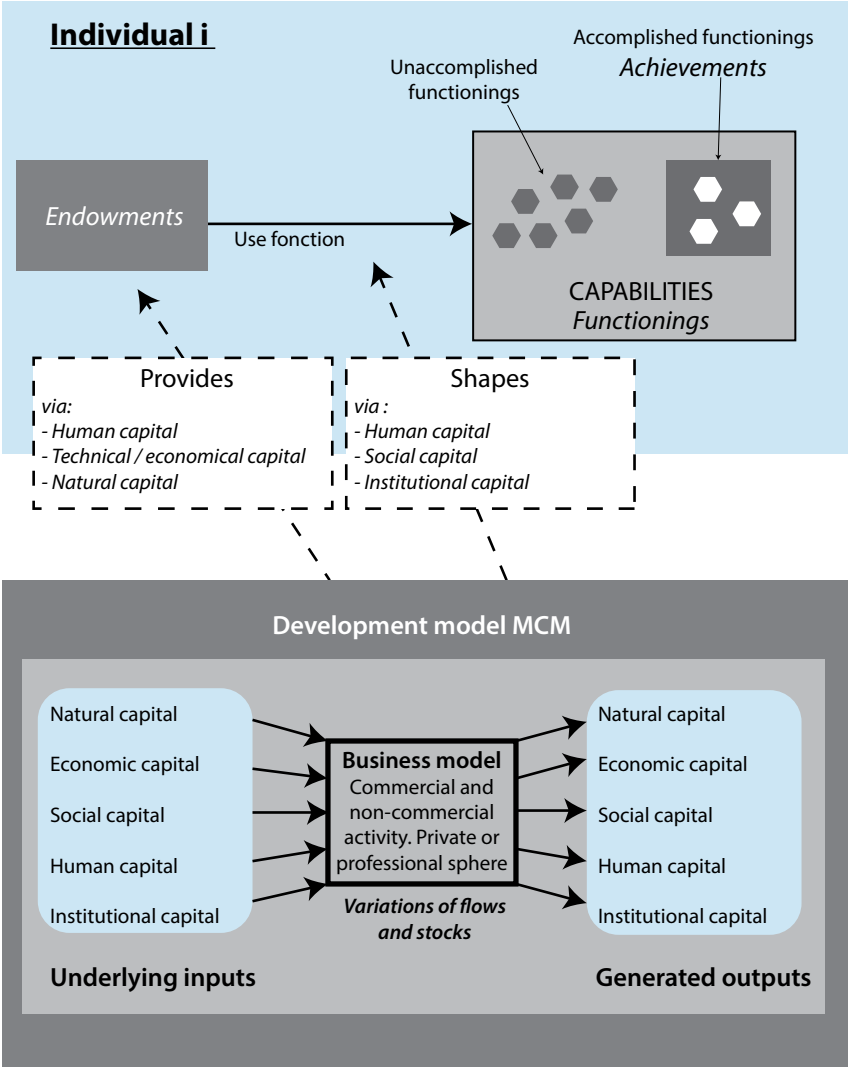 Individual i
Accomplished functionings
Achievements
Unaccomplished
functionings
Endowments
Use fonction
CAPABILITIES
Functionings
Provides
via:
- Human capital
- Technical / economical capital
- Natural capital
Shapes
via :
- Human capital
- Social capital
- Institutional capital
Development model MCM
Natural capital
Economic capital
Social capital
Human capital
Institutional capital
Underlying inputs
Business model
Commercial and
non-commercial
activity. Private or
professional sphere
Variations of flows
and stocks
Natural capital
Economic capital
Social capital
Human capital
Institutional capital
Generated outputs